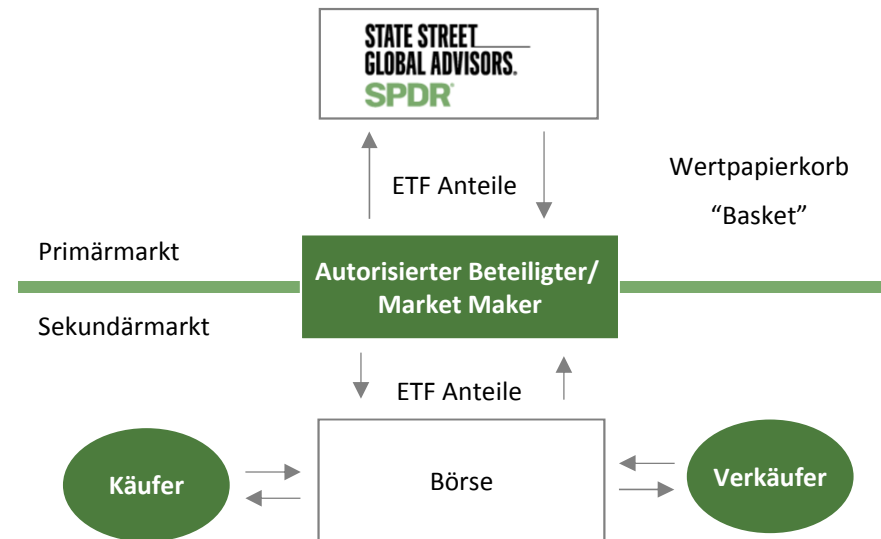 STATE STREET
GLOBAL ADVISORS.
SPDR®
ETF Anteile
Wertpapierkorb
“Basket”
Primärmarkt
Autorisierter Beteiligter/
Market Maker
Sekundärmarkt
ETF Anteile
Käufer
Börse
Verkäufer